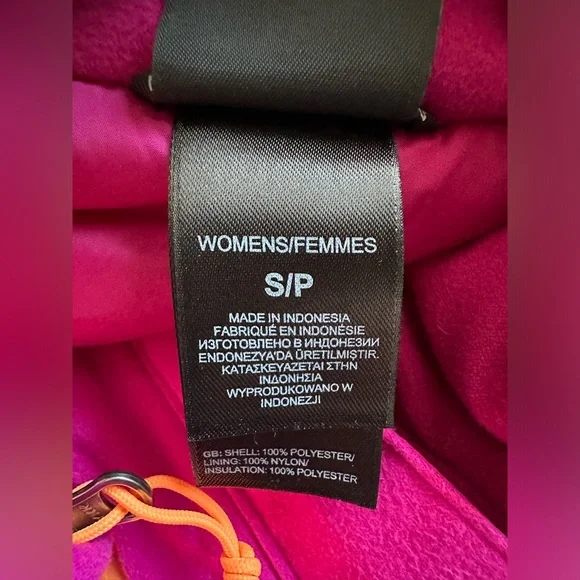 WOMENS/FEMMES
S/P
MADE IN INDONESIA
FABRIQUÉ EN INDONÉSIE
ИЗГОТОВЛЕНО В ИНДОНЕЗИИ
ENDONEZYA'DA ÜRETILMIŞTIR.
ΚΑΤΑΣΚΕΥΑΖΕΤΑΙ ΣΤΗΝ
ΙΝΔΟΝΗΣΙΑ
WYPRODUKOWANO W
INDONEZJI
GB: SHELL: 100% POLYESTER/
LINING: 100% NYLON/
INSULATION: 100% POLYESTER